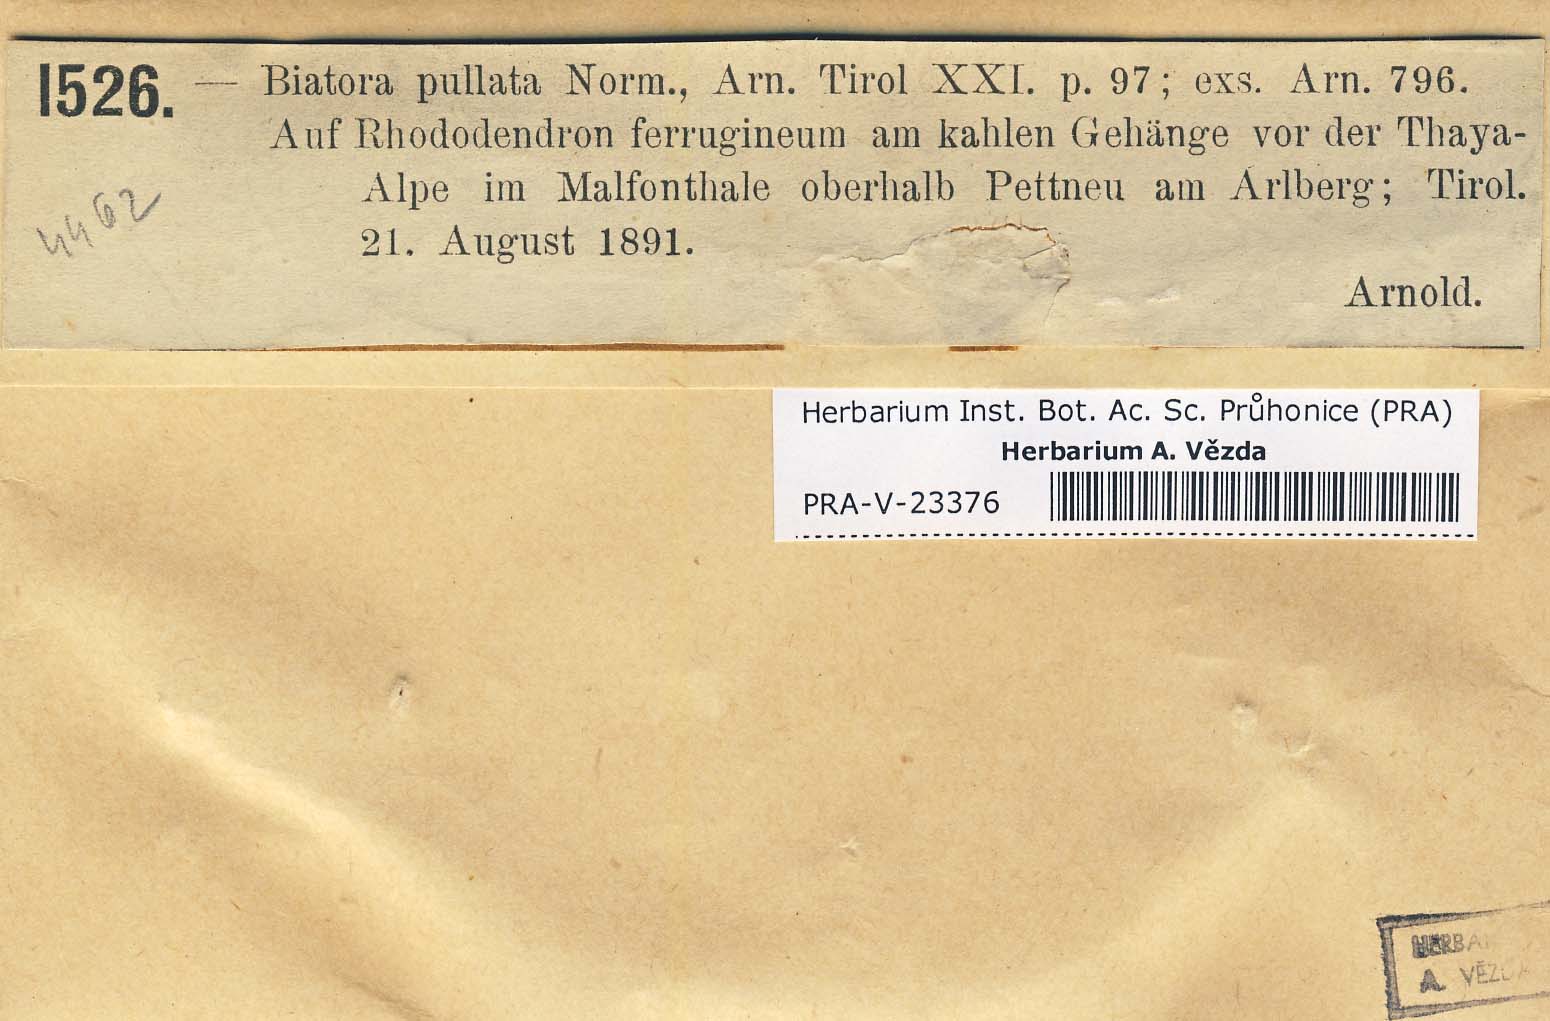 1526. — Biatora pullata Norm., Arn. Tirol XXI. p. 97; exs. Arn. 796.
Auf Rhododendron ferrugineum am kahlen Gehänge vor der Thaya-
Alpe im Malfonthale oberhalb Pettneu am Arlberg; Tirol.
21. August 1891.
Arnold.
4462
Herbarium Inst. Bot. Ac. Sc. Průhonice (PRA)
Herbarium A. Vězda
PRA-V-23376
HERBA
A. VĚZDA